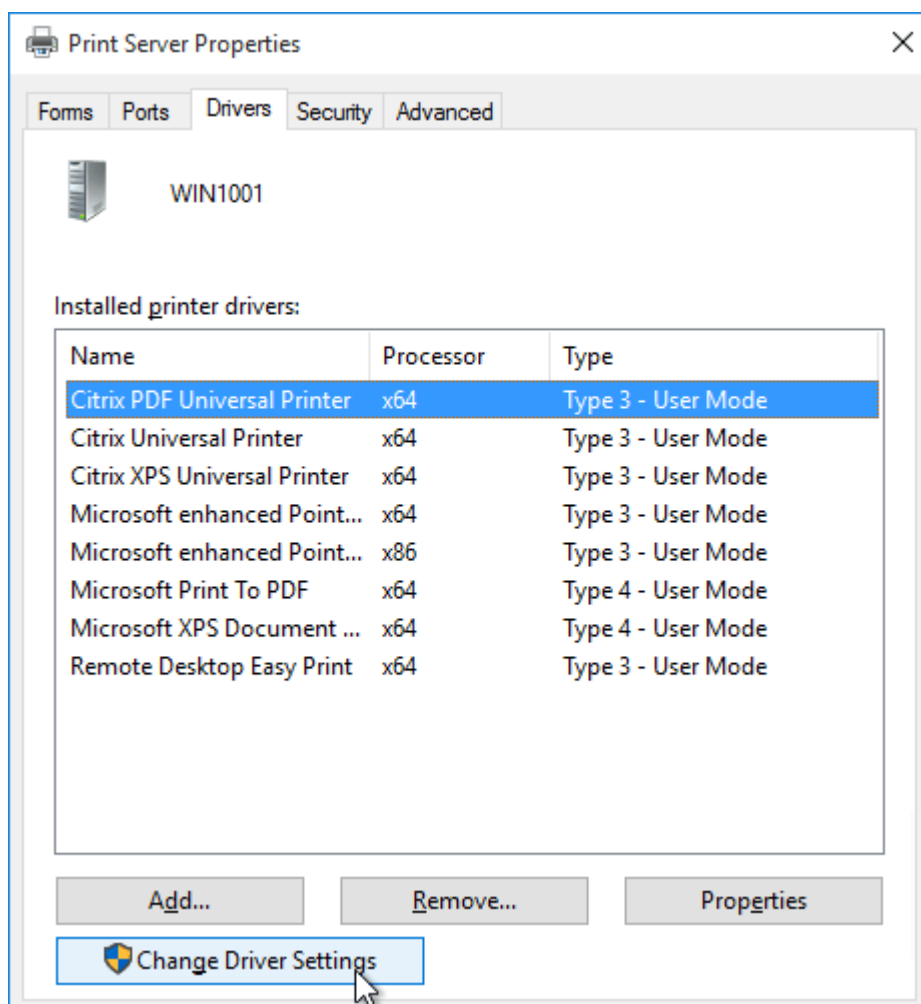 Print Server Properties
Forms Ports Drivers Security Advanced
WIN1001
Installed printer drivers:
Name Processor Type
Citrix PDF Universal Printer x64 Type 3 - User Mode
Citrix Universal Printer x64 Type 3 - User Mode
Citrix XPS Universal Printer x64 Type 3 - User Mode
Microsoft enhanced Point... x64 Type 3 - User Mode
Microsoft enhanced Point... x86 Type 3 - User Mode
Microsoft Print To PDF x64 Type 4 - User Mode
Microsoft XPS Document ... x64 Type 4 - User Mode
Remote Desktop Easy Print x64 Type 3 - User Mode
Add... Remove... Properties
Change Driver Settings